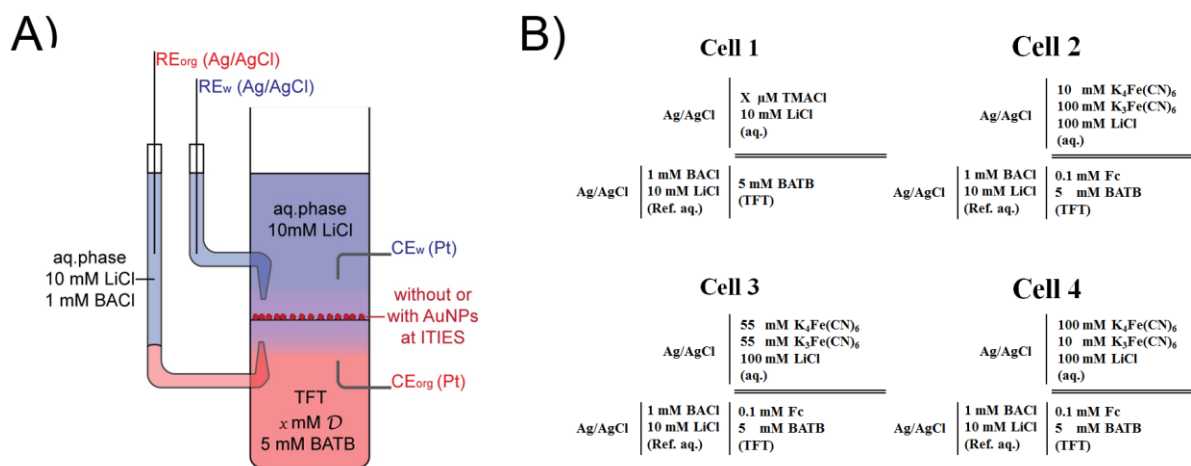 A)
REorg (Ag/AgCl)
REw (Ag/AgCl)
aq.phase
10mM LiCl
CEw (Pt)
aq.phase
10 mM LiCl
1 mM BACl
without or
with AuNPs
at ITIES
CEorg (Pt)
TFT
x mM D
5 mM BATB
B)
Cell 1
Ag/AgCl
X μM TMACl
10 mM LiCl
(aq.)
Ag/AgCl
1 mM BACl
10 mM LiCl
(Ref. aq.)
5 mM BATB
(TFT)
Cell 2
Ag/AgCl
10 mM K4Fe(CN)6
100 mM K3Fe(CN)6
100 mM LiCl
(aq.)
Ag/AgCl
1 mM BACl
10 mM LiCl
(Ref. aq.)
0.1 mM Fc
5 mM BATB
(TFT)
Cell 3
Ag/AgCl
55 mM K4Fe(CN)6
55 mM K3Fe(CN)6
100 mM LiCl
(aq.)
Ag/AgCl
1 mM BACl
10 mM LiCl
(Ref. aq.)
0.1 mM Fc
5 mM BATB
(TFT)
Cell 4
Ag/AgCl
100 mM K4Fe(CN)6
10 mM K3Fe(CN)6
100 mM LiCl
(aq.)
Ag/AgCl
1 mM BACl
10 mM LiCl
(Ref. aq.)
0.1 mM Fc
5 mM BATB
(TFT)